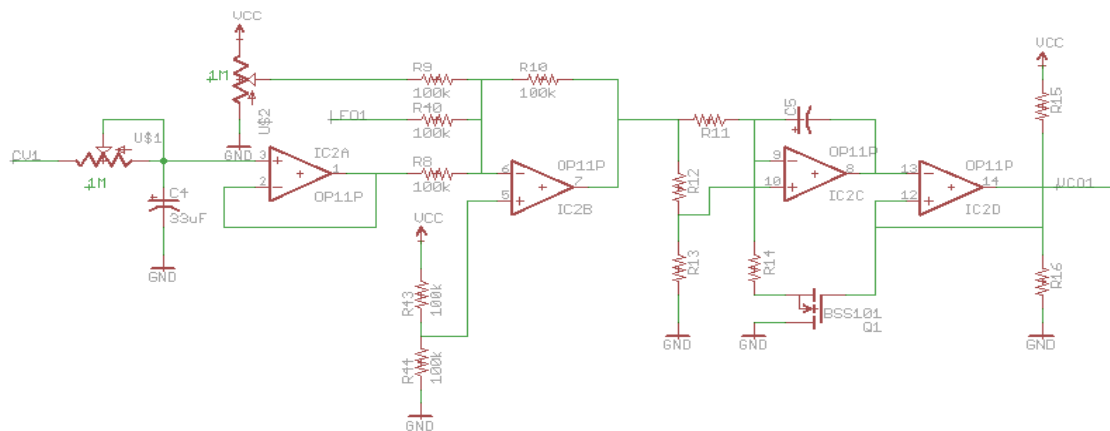 VCC
1M
U$2
GND
R9
100k
R10
100k
LFO1
R40
100k
CV1
U$1
1M
C4
33uF
GND
3
2
1
IC2A
OP11P
R8
100k
6
5
7
OP11P
IC2B
VCC
R43
100k
R44
100k
GND
R11
R12
R13
GND
C5
9
10
8
OP11P
IC2C
R14
GND
BSS101
Q1
13
12
14
OP11P
IC2D
VCC
R15
VCO1
R16
GND